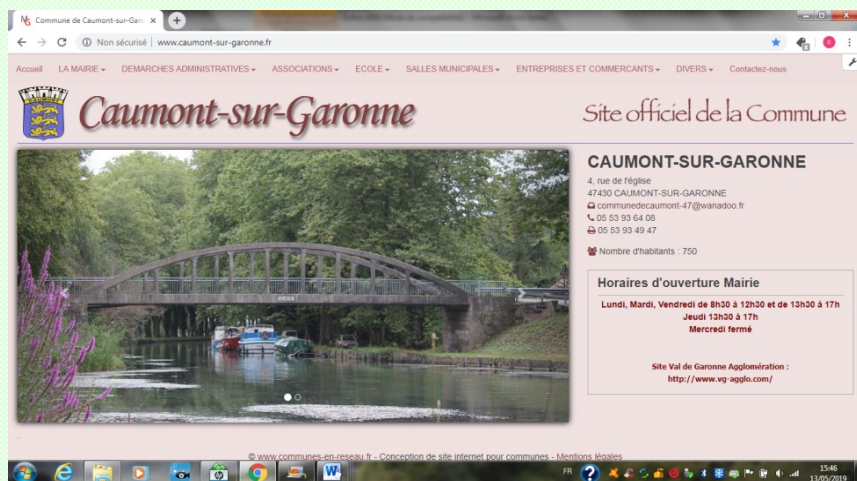 Commune de Caumont-sur-Garo
Non sécurisé | www.caumont-sur-garonne.fr
Accueil LA MAIRIE DEMARCHES ADMINISTRATIVES ASSOCIATIONS ECOLE SALLES MUNICIPALES ENTREPRISES ET COMMERCANTS DIVERS Contactez-nous
Caumont-sur-Garonne
Site officiel de la Commune
CAUMONT-SUR-GARONNE
4, rue de l'église
47430 CAUMONT-SUR-GARONNE
communedecaumont-47@wanadoo.fr
05 53 93 64 08
05 53 93 49 47
Nombre d'habitants : 750
Horaires d'ouverture Mairie
Lundi, Mardi, Vendredi de 8h30 à 12h30 et de 13h30 à 17h
Jeudi 13h30 à 17h
Mercredi fermé
Site Val de Garonne Agglomération :
http://www.vg-agglo.com/
© www.communes-en-reseau.fr - Conception de site internet pour communes - Mentions légales
FR
15:46
13/05/2019